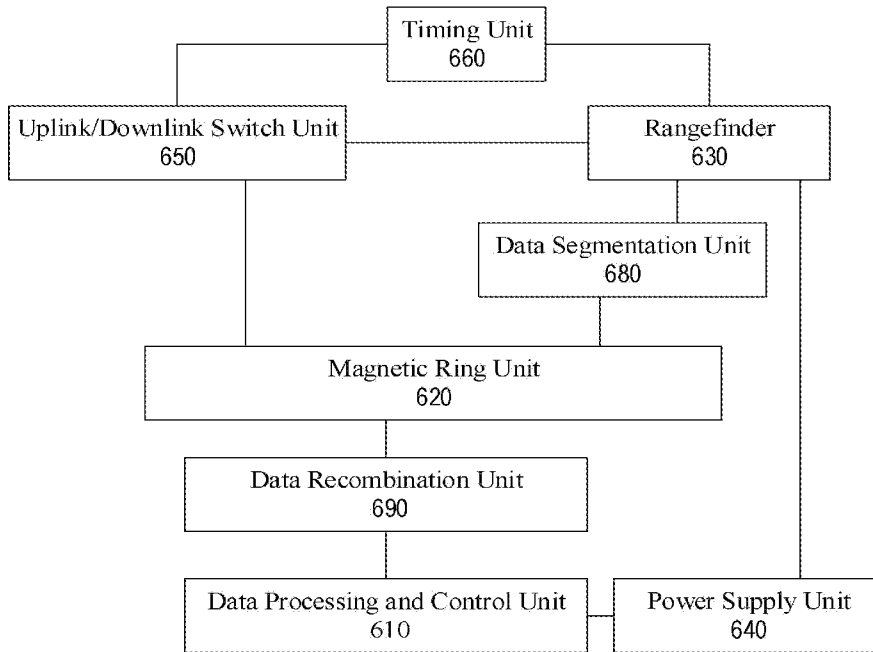 Timing Unit
660
Uplink/Downlink Switch Unit
650
Rangefinder
630
Data Segmentation Unit
680
Magnetic Ring Unit
620
Data Recombination Unit
690
Data Processing and Control Unit
610
Power Supply Unit
640